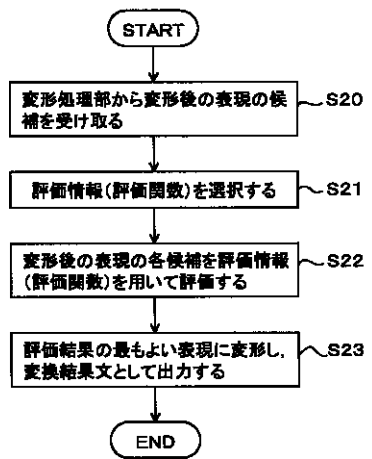 START
変形処理部から変形後の表現の候
補を受け取る
S20
評価情報(評価関数)を選択する
S21
変形後の表現の各候補を評価情報
(評価関数)を用いて評価する
S22
評価結果の最もよい表現に変形し,
変換結果文として出力する
S23
END